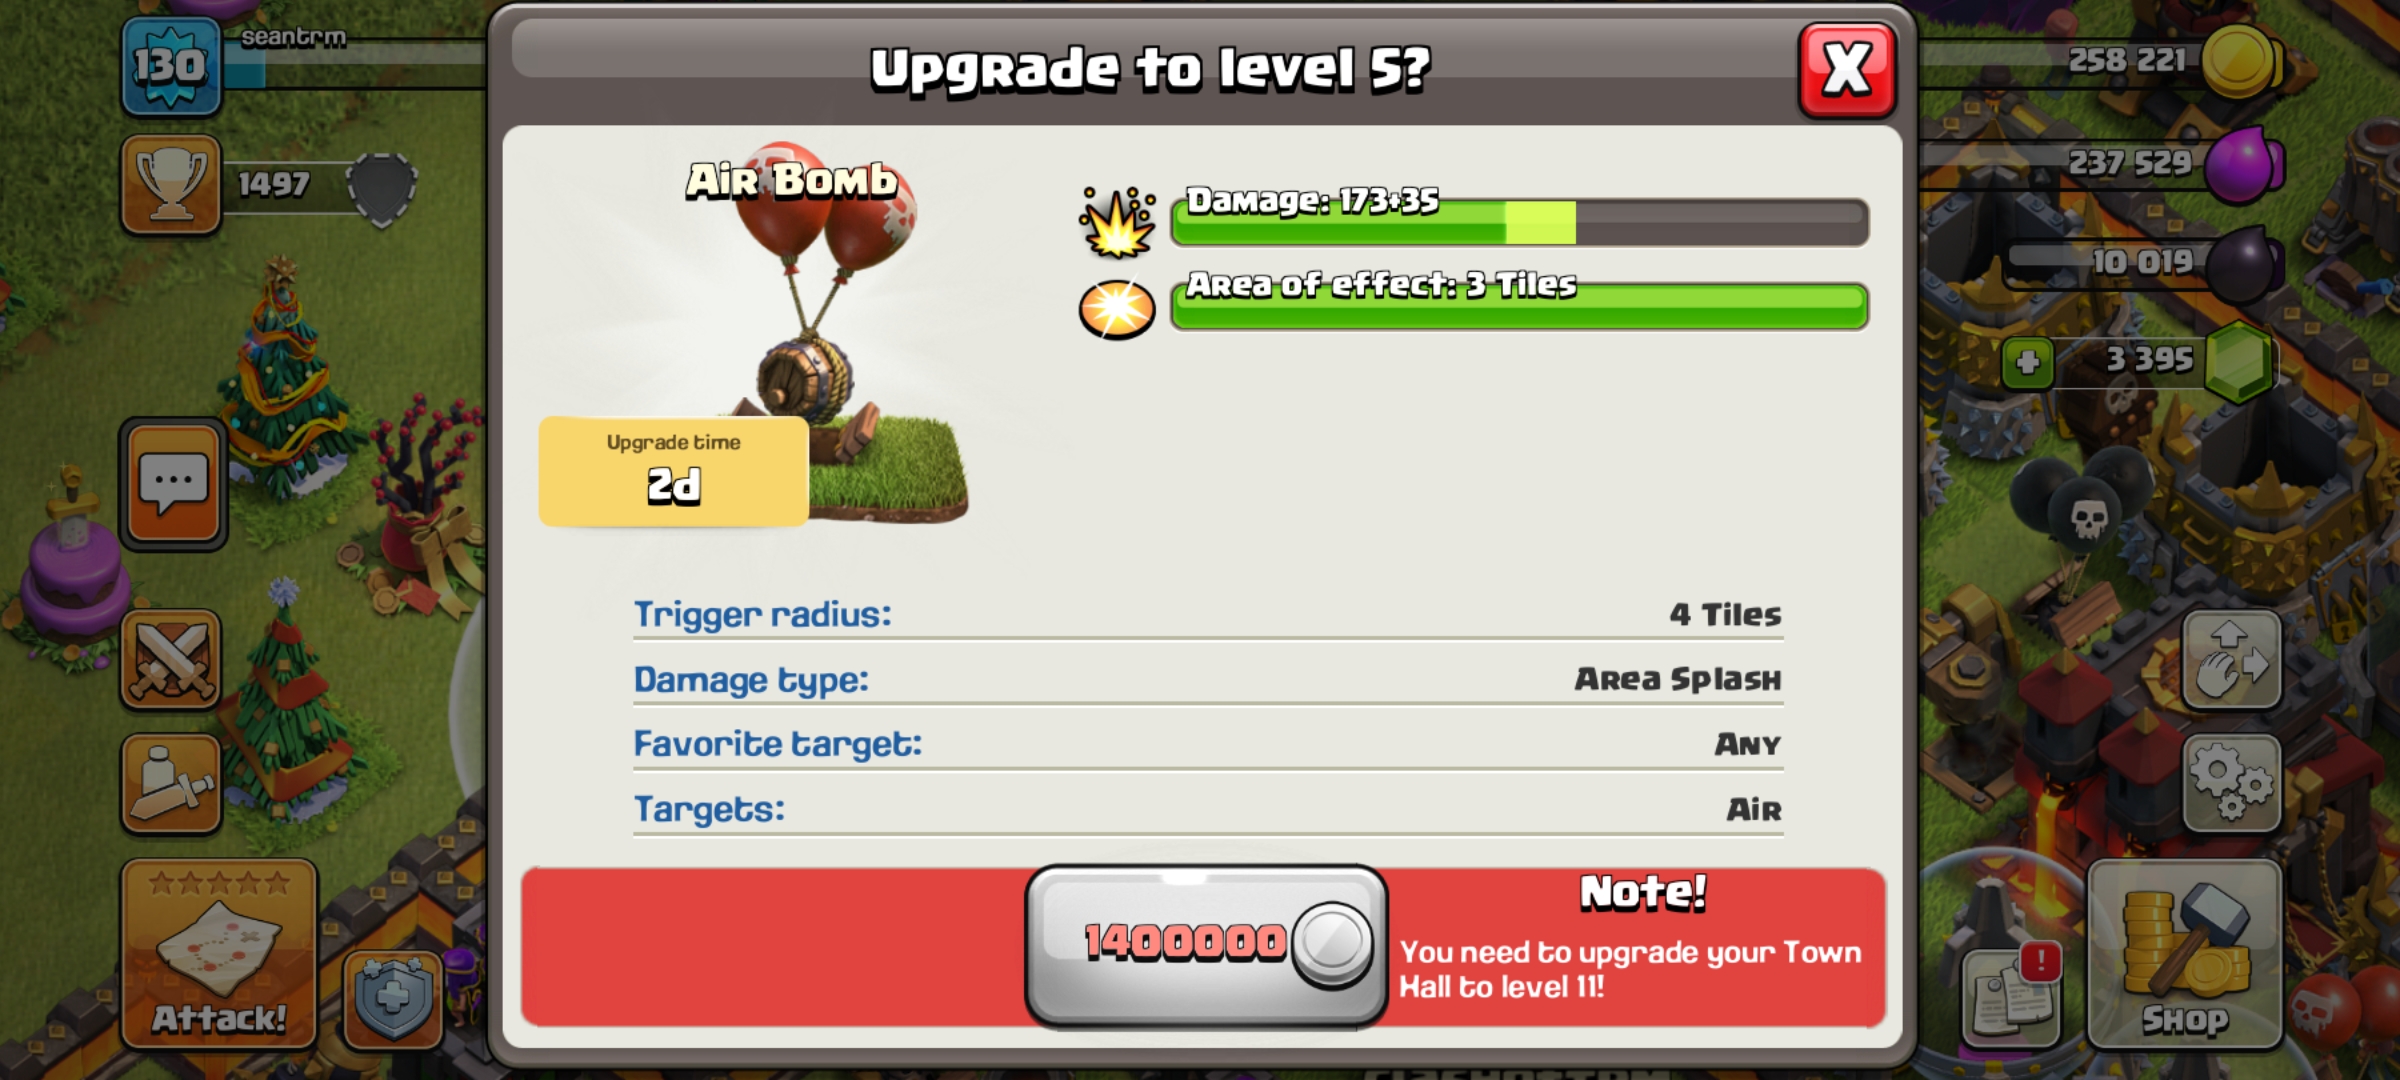 130
seantrm
1497
Upgrade to level 5?
X
258 221
237 529
10 019
3 395
Air Bomb
Damage: 173+35
Area of effect: 3 Tiles
Upgrade time
2d
Trigger radius: 4 Tiles
Damage type: Area Splash
Favorite target: Any
Targets: Air
1400000
Note!
You need to upgrade your Town
Hall to level 11!
Attack!
!
Shop